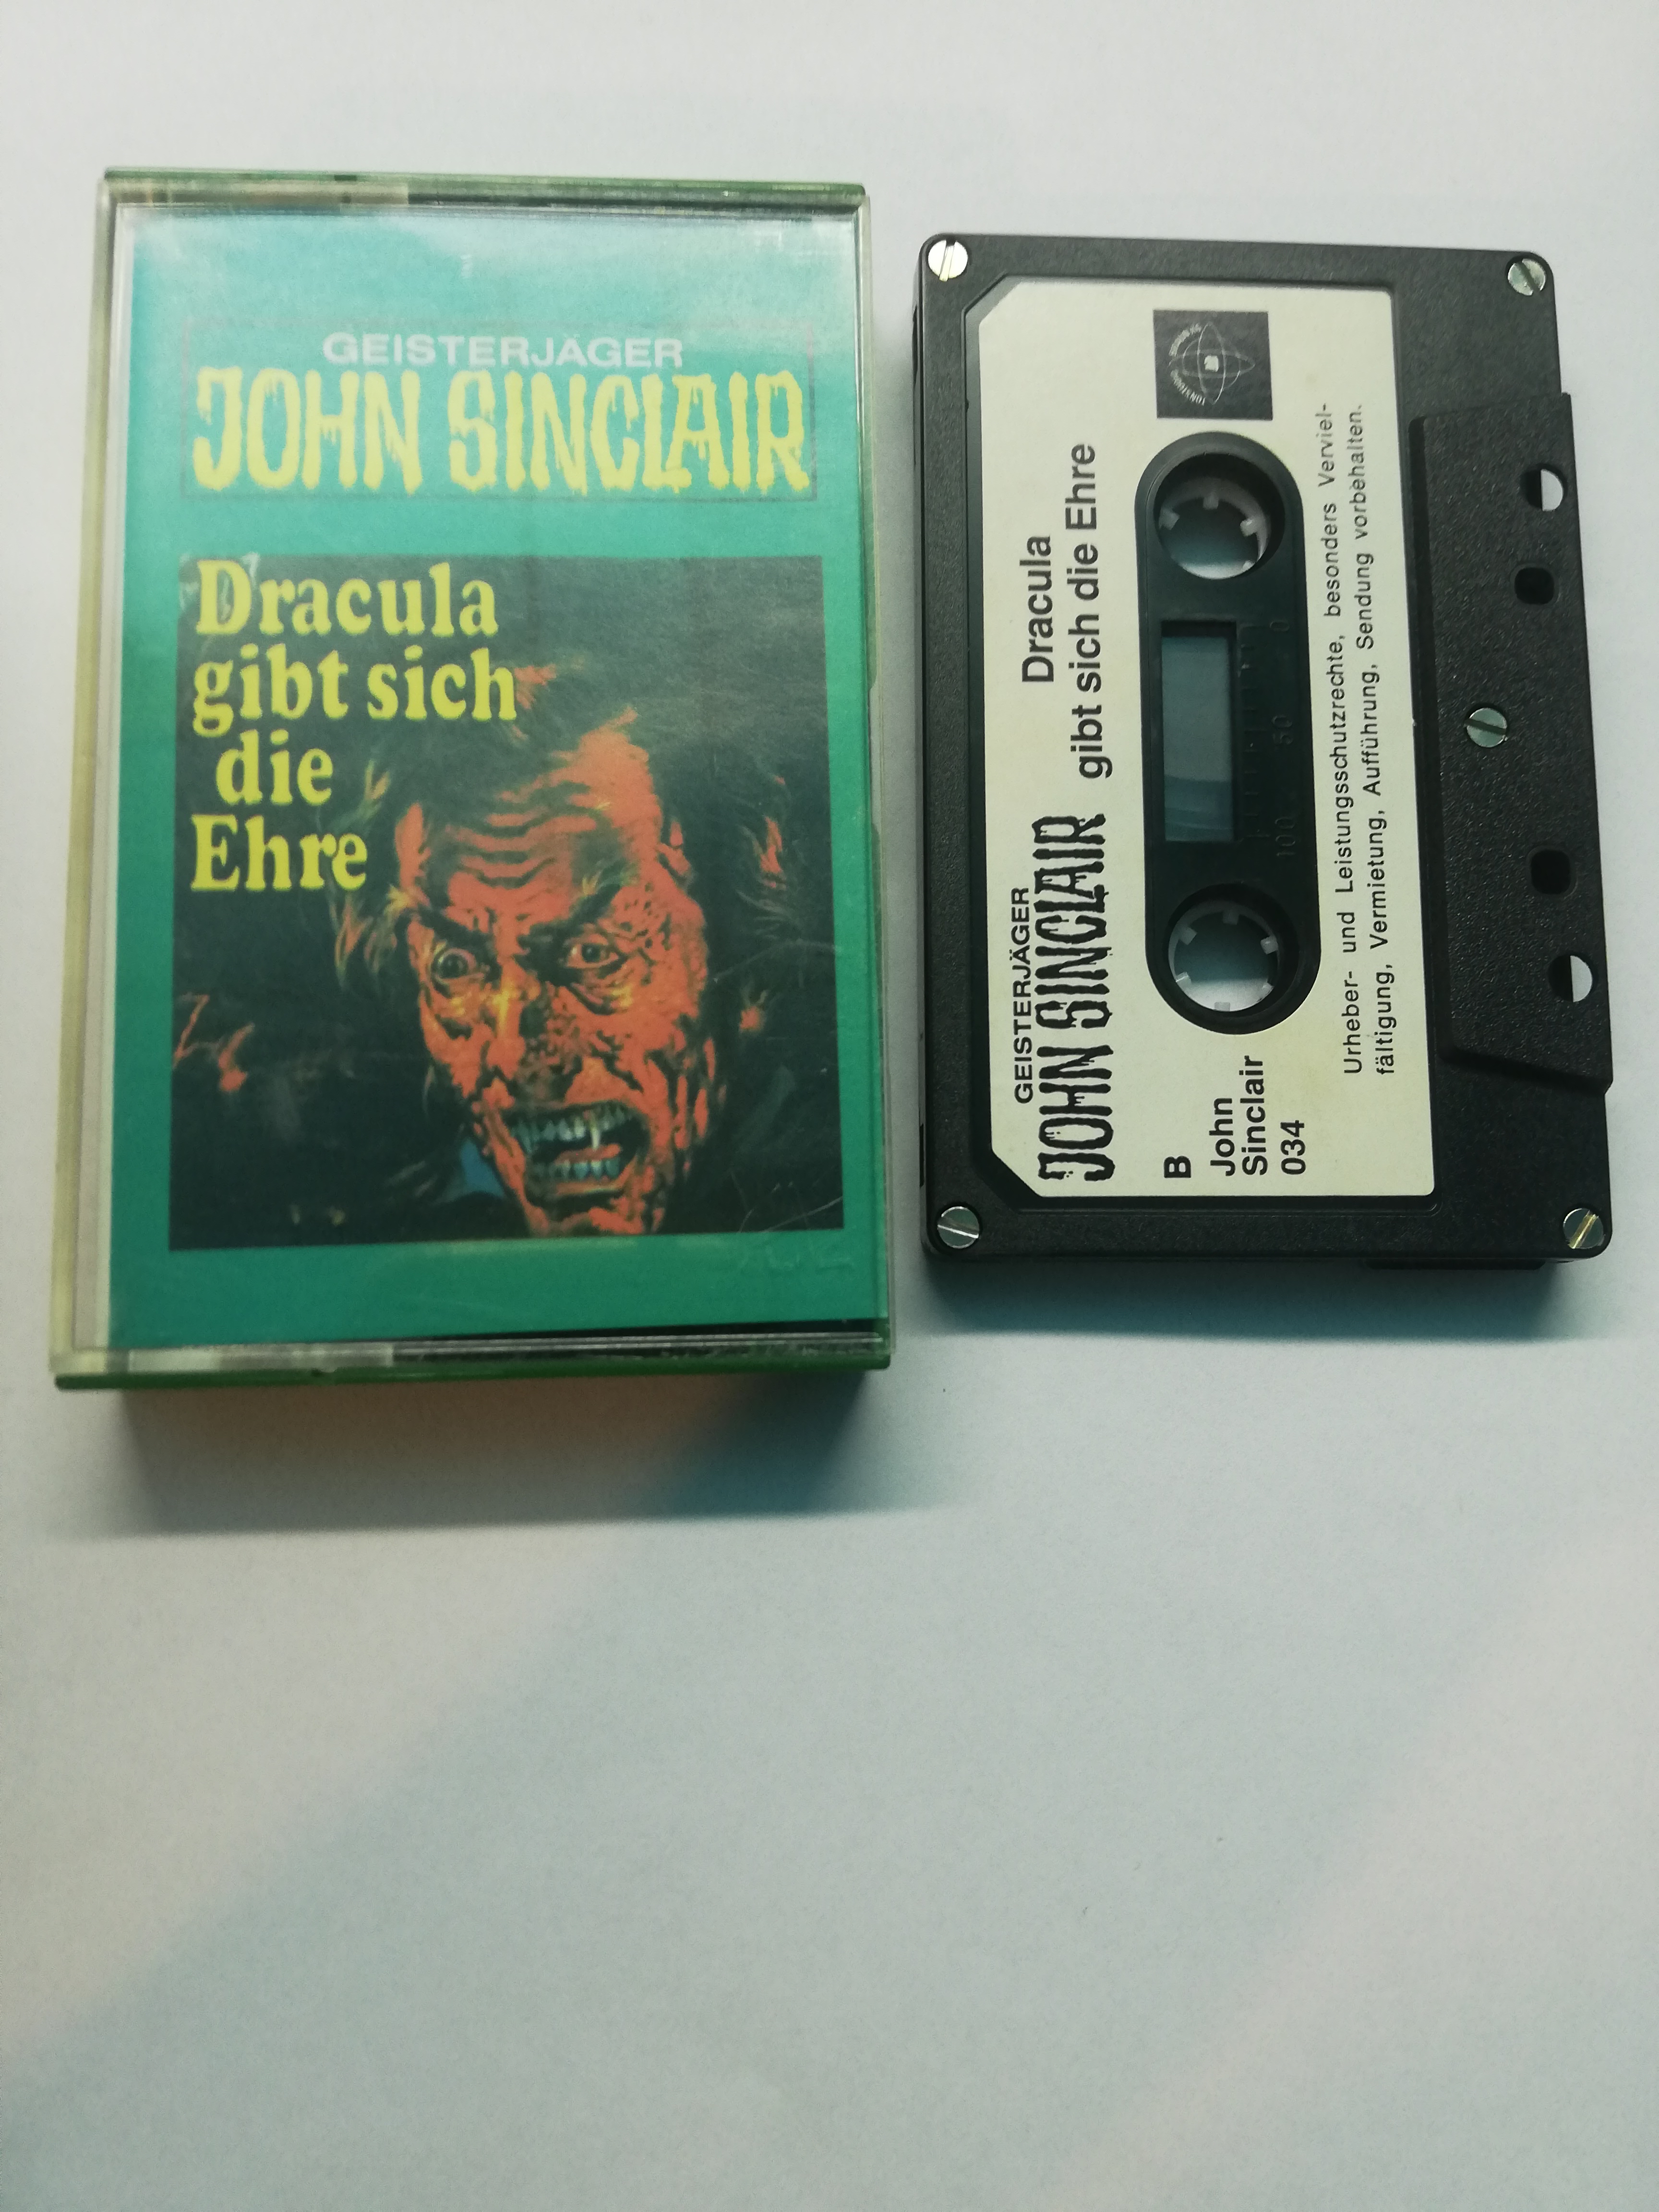 GEISTERJÄGER
JOHN SINCLAIR
Dracula
gibt sich
die
Ehre
GEISTERJÄGER
JOHN SINCLAIR
Dracula
gibt sich die Ehre
B
John
Sinclair
034
100 50 0
Urheber- und Leistungsschutzrechte, besonders Verviel-
fältigung, Vermietung, Aufführung, Sendung vorbehalten.